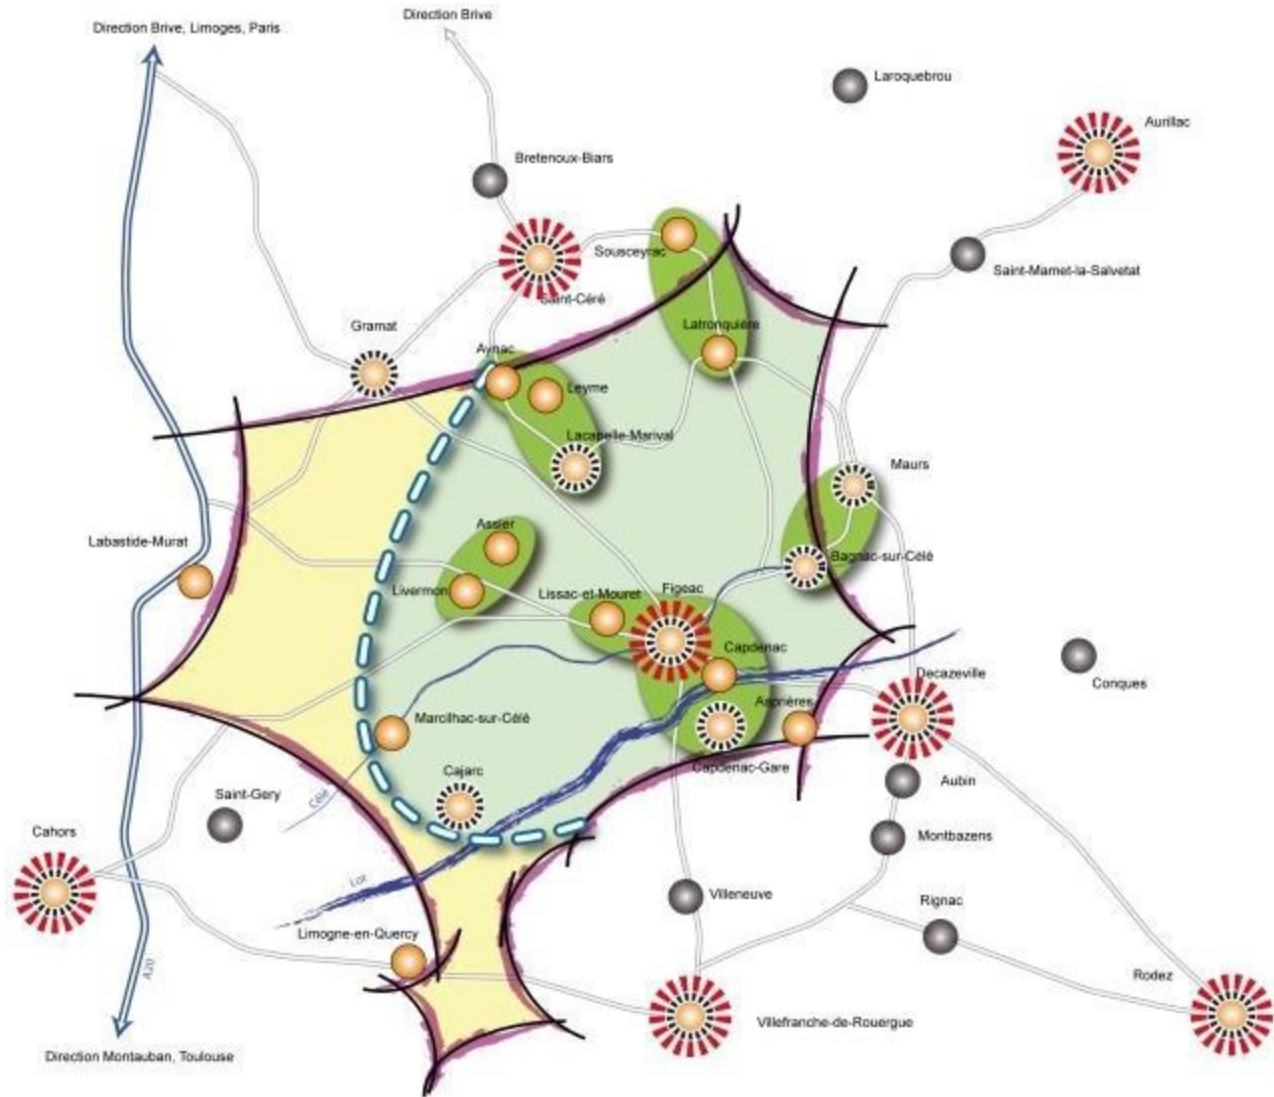 Direction Brive
Direction Brive, Limoges, Paris
Laroquebrou
Aurillac
Bretenoux-Biars
Sousceyrac
Saint-Mamet-la-Salvetat
Saint-Céré
Gramat
Latronquière
Aynac
Leyme
Lacapelle-Marival
Maurs
Assier
Labastide-Murat
Bagnac-sur-Célé
Livermon
Lissac-et-Mouret
Figeac
Capdenac
Decazeville
Conques
Asprières
Marcilhac-sur-Célé
Capdenac-Gare
Cajarc
Aubin
Saint-Gery
Célé
Cahors
Montbazens
Lot
Villeneuve
Rignac
Limogne-en-Quercy
A20
Rodez
Villefranche-de-Rouergue
Direction Montauban, Toulouse